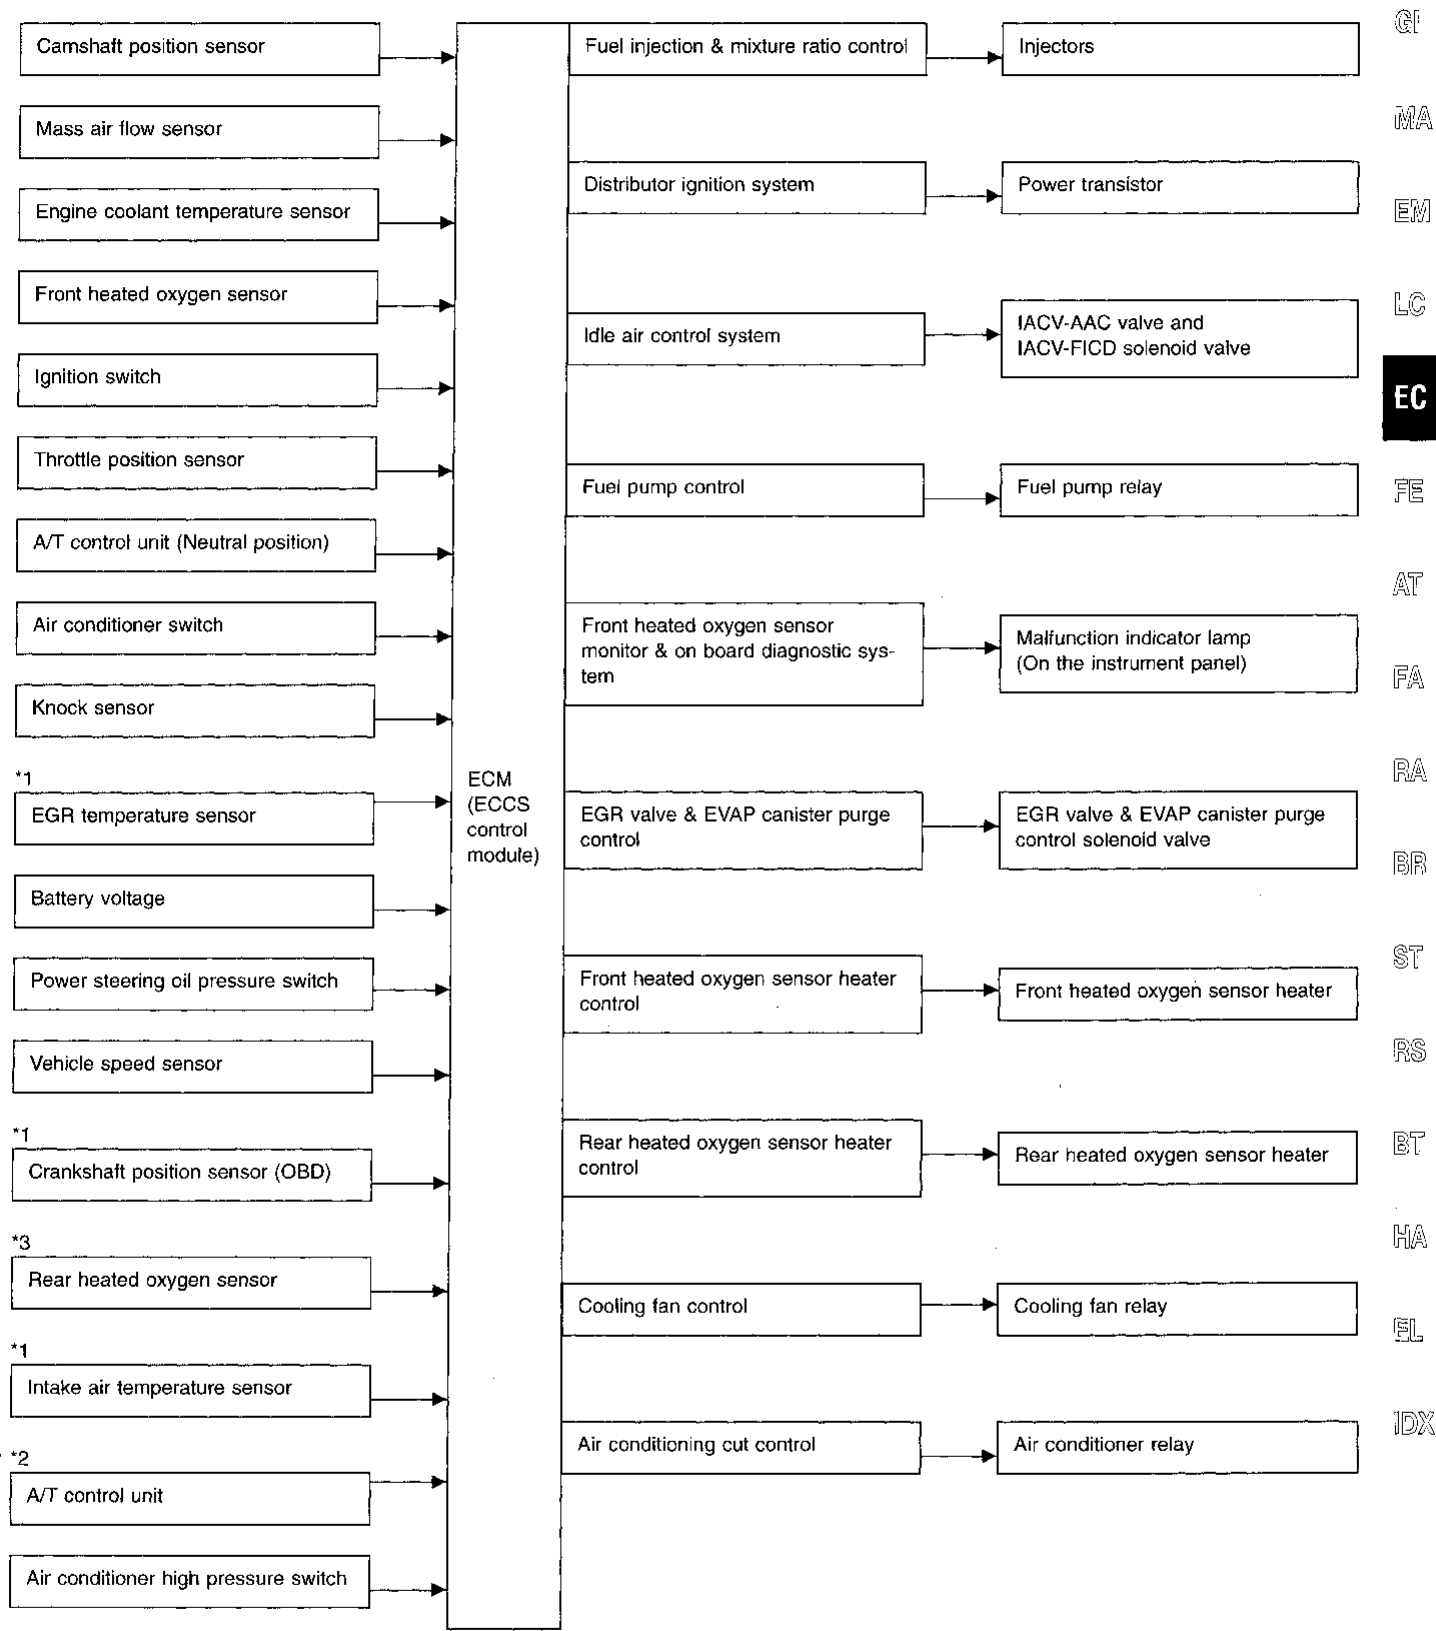 Camshaft position sensor
Mass air flow sensor
Engine coolant temperature sensor
Front heated oxygen sensor
Ignition switch
Throttle position sensor
A/T control unit (Neutral position)
Air conditioner switch
Knock sensor
*1
EGR temperature sensor
Battery voltage
Power steering oil pressure switch
Vehicle speed sensor
*1
Crankshaft position sensor (OBD)
*3
Rear heated oxygen sensor
*1
Intake air temperature sensor
*2
A/T control unit
Air conditioner high pressure switch
ECM
(ECCS
control
module)
Fuel injection & mixture ratio control
Injectors
Distributor ignition system
Power transistor
Idle air control system
IACV-AAC valve and
IACV-FICD solenoid valve
Fuel pump control
Fuel pump relay
Front heated oxygen sensor
monitor & on board diagnostic sys-
tem
Malfunction indicator lamp
(On the instrument panel)
EGR valve & EVAP canister purge
control
EGR valve & EVAP canister purge
control solenoid valve
Front heated oxygen sensor heater
control
Front heated oxygen sensor heater
Rear heated oxygen sensor heater
control
Rear heated oxygen sensor heater
Cooling fan control
Cooling fan relay
Air conditioning cut control
Air conditioner relay
GI
MA
EM
LC
EC
FE
AT
FA
RA
BR
ST
RS
BT
HA
EL
IDX